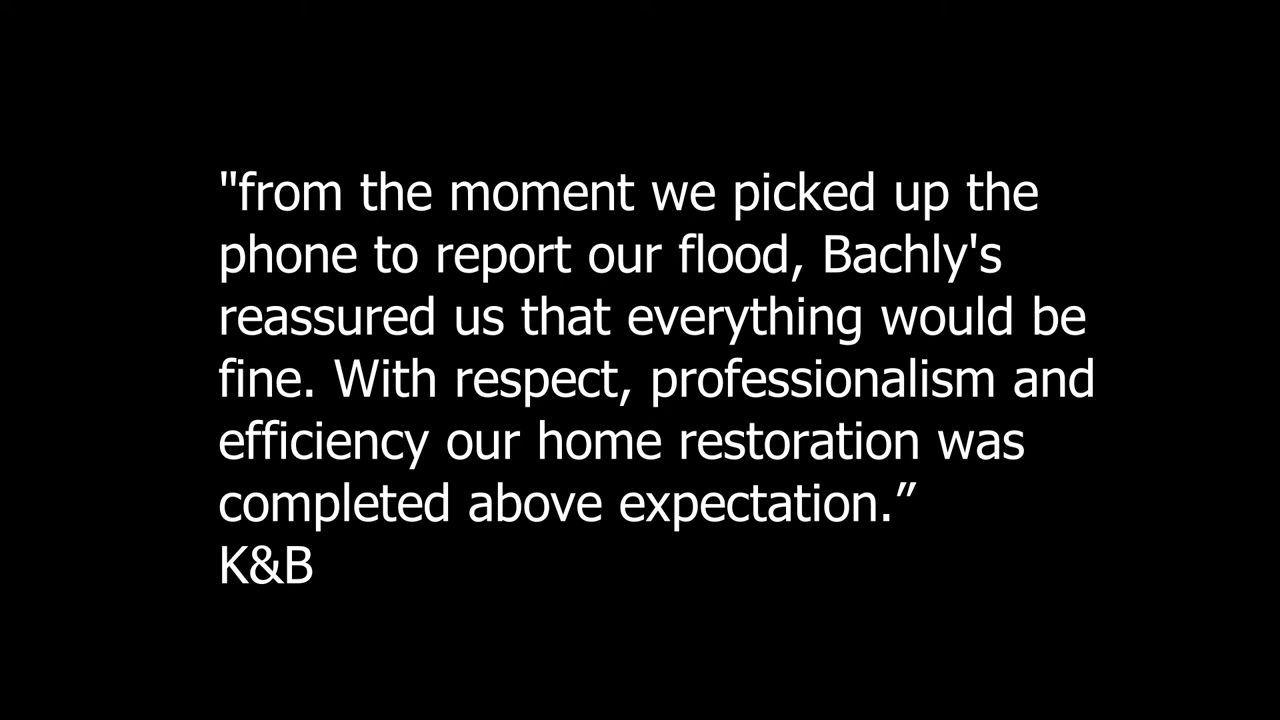 "from the moment we picked up the
phone to report our flood, Bachly's
reassured us that everything would be
fine. With respect, professionalism and
efficiency our home restoration was
completed above expectation.”
K&B